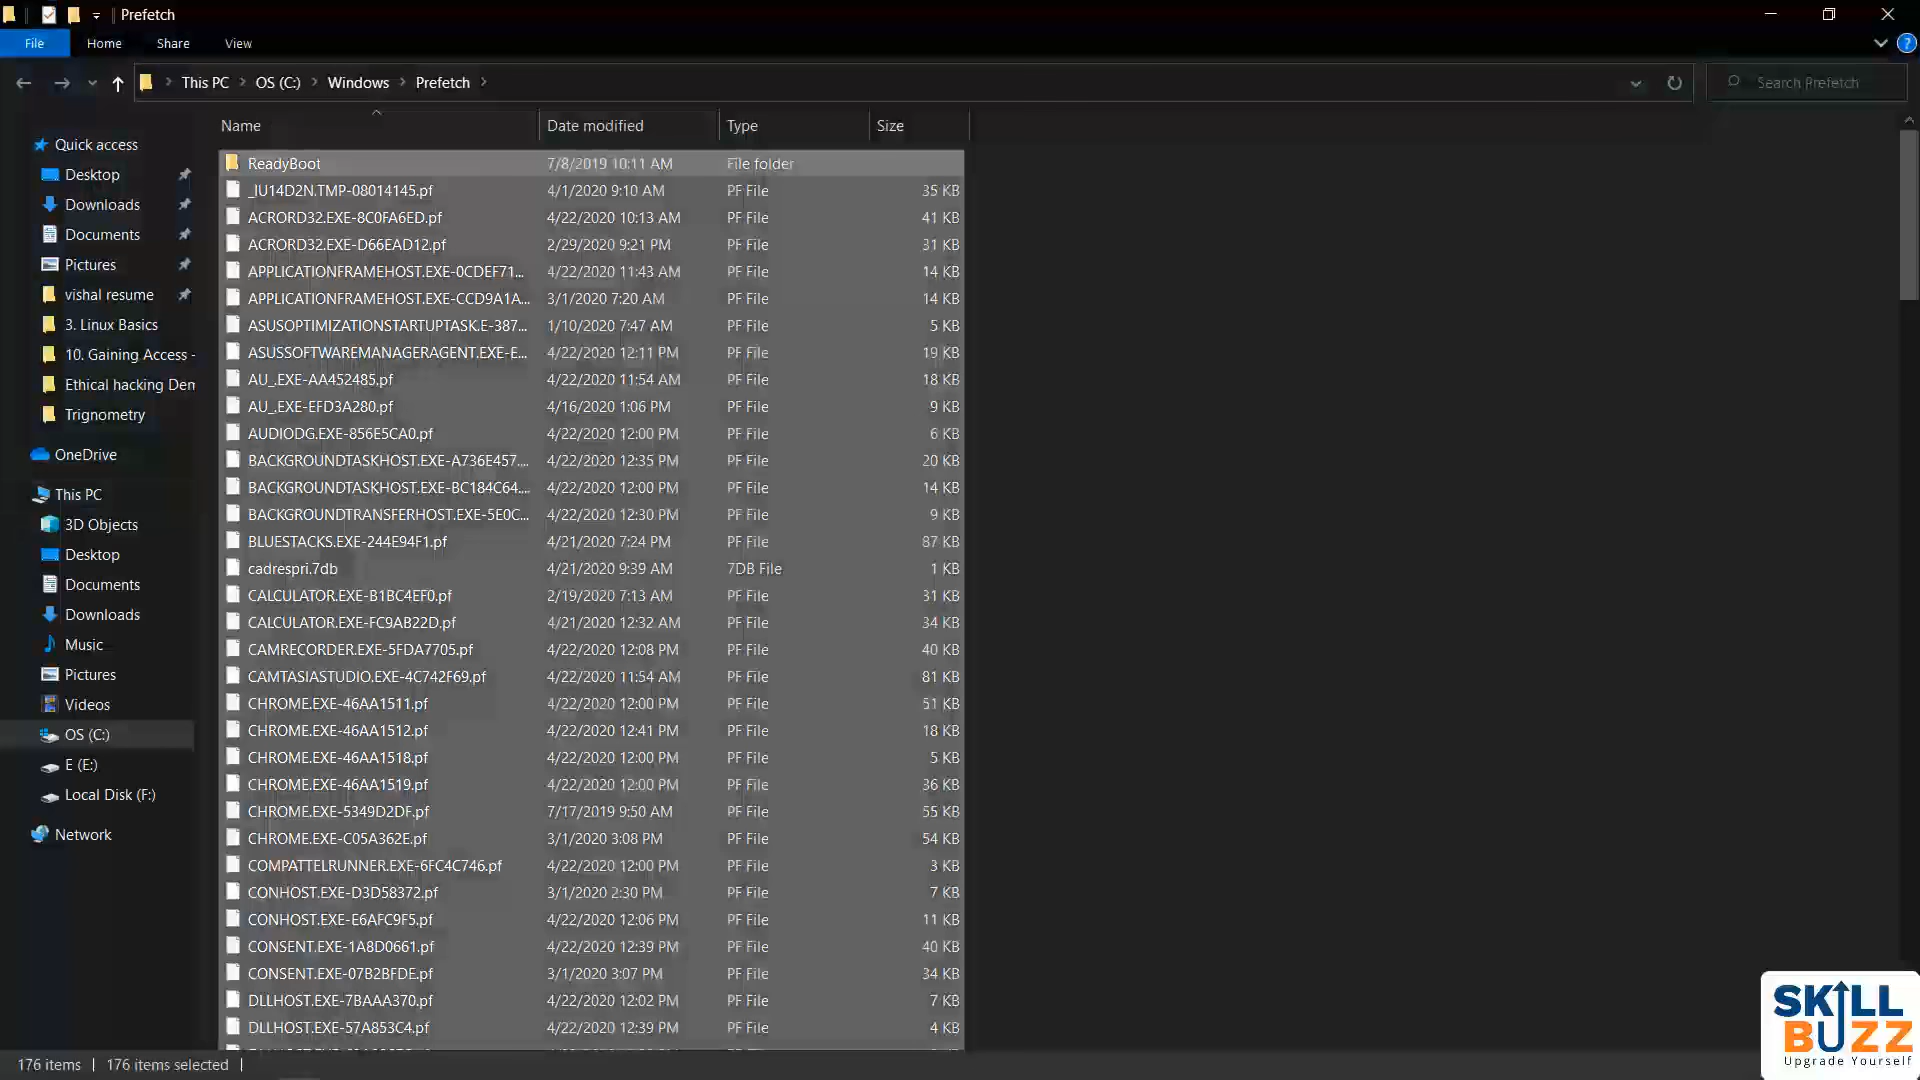 Prefetch
File Home Share View
This PC OS (C:) Windows Prefetch
Search Prefetch
Name Date modified Type Size
Quick access
Desktop
Downloads
Documents
Pictures
vishal resume
3. Linux Basics
10. Gaining Access -
Ethical hacking Dem
Trignometry
OneDrive
This PC
3D Objects
Desktop
Documents
Downloads
Music
Pictures
Videos
OS (C:)
E (E:)
Local Disk (F:)
Network
ReadyBoot 7/8/2019 10:11 AM File folder
_IU14D2N.TMP-08014145.pf 4/1/2020 9:10 AM PF File 35 KB
ACRORD32.EXE-8C0FA6ED.pf 4/22/2020 10:13 AM PF File 41 KB
ACRORD32.EXE-D66EAD12.pf 2/29/2020 9:21 PM PF File 31 KB
APPLICATIONFRAMEHOST.EXE-0CDEF71... 4/22/2020 11:43 AM PF File 14 KB
APPLICATIONFRAMEHOST.EXE-CCD9A1A... 3/1/2020 7:20 AM PF File 14 KB
ASUSOPTIMIZATIONSTARTUPTASK.E-387... 1/10/2020 7:47 AM PF File 5 KB
ASUSSOFTWAREMANAGERAGENT.EXE-E... 4/22/2020 12:11 PM PF File 19 KB
AU_.EXE-AA452485.pf 4/22/2020 11:54 AM PF File 18 KB
AU_.EXE-EFD3A280.pf 4/16/2020 1:06 PM PF File 9 KB
AUDIODG.EXE-856E5CA0.pf 4/22/2020 12:00 PM PF File 6 KB
BACKGROUNDTASKHOST.EXE-A736E457.... 4/22/2020 12:35 PM PF File 20 KB
BACKGROUNDTASKHOST.EXE-BC184C64.... 4/22/2020 12:00 PM PF File 14 KB
BACKGROUNDTRANSFERHOST.EXE-5E0C... 4/22/2020 12:30 PM PF File 9 KB
BLUESTACKS.EXE-244E94F1.pf 4/21/2020 7:24 PM PF File 87 KB
cadrespri.7db 4/21/2020 9:39 AM 7DB File 1 KB
CALCULATOR.EXE-B1BC4EF0.pf 2/19/2020 7:13 AM PF File 31 KB
CALCULATOR.EXE-FC9AB22D.pf 4/21/2020 12:32 AM PF File 34 KB
CAMRECORDER.EXE-5FDA7705.pf 4/22/2020 12:08 PM PF File 40 KB
CAMTASIASTUDIO.EXE-4C742F69.pf 4/22/2020 11:54 AM PF File 81 KB
CHROME.EXE-46AA1511.pf 4/22/2020 12:00 PM PF File 51 KB
CHROME.EXE-46AA1512.pf 4/22/2020 12:41 PM PF File 18 KB
CHROME.EXE-46AA1518.pf 4/22/2020 12:00 PM PF File 5 KB
CHROME.EXE-46AA1519.pf 4/22/2020 12:00 PM PF File 36 KB
CHROME.EXE-5349D2DF.pf 7/17/2019 9:50 AM PF File 55 KB
CHROME.EXE-C05A362E.pf 3/1/2020 3:08 PM PF File 54 KB
COMPATTELRUNNER.EXE-6FC4C746.pf 4/22/2020 12:00 PM PF File 3 KB
CONHOST.EXE-D3D58372.pf 3/1/2020 2:30 PM PF File 7 KB
CONHOST.EXE-E6AFC9F5.pf 4/22/2020 12:06 PM PF File 11 KB
CONSENT.EXE-1A8D0661.pf 4/22/2020 12:39 PM PF File 40 KB
CONSENT.EXE-07B2BFDE.pf 3/1/2020 3:07 PM PF File 34 KB
DLLHOST.EXE-7BAAA370.pf 4/22/2020 12:02 PM PF File 7 KB
DLLHOST.EXE-57A853C4.pf 4/22/2020 12:39 PM PF File 4 KB
176 items 176 items selected
SKILL
BUZZ
Upgrade Yourself